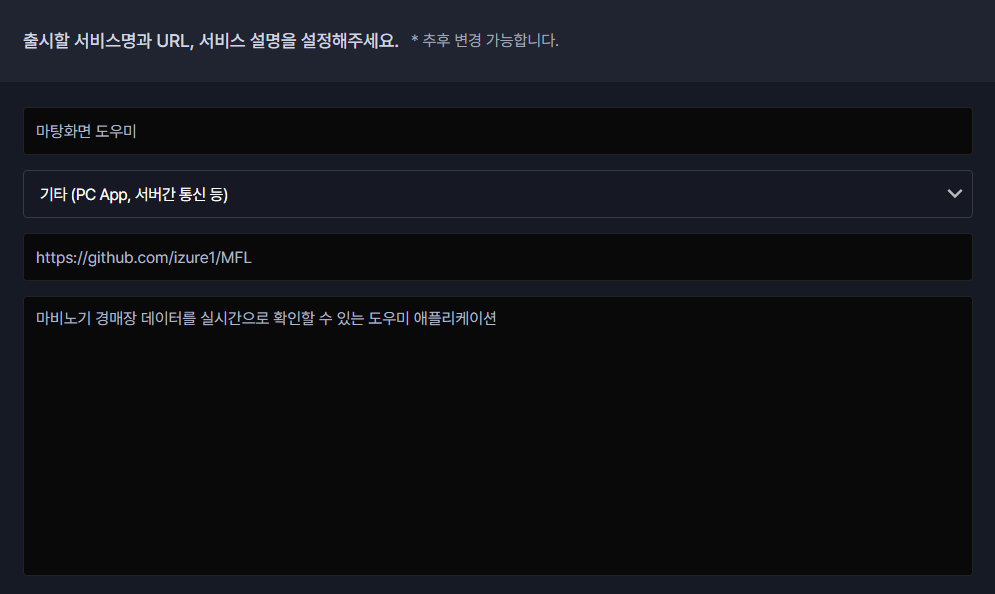 출시할 서비스명과 URL, 서비스 설명을 설정해주세요. * 추후 변경 가능합니다.
마탕화면 도우미
기타 (PC App, 서버간 통신 등)
https://github.com/izure1/MFL
마비노기 경매장 데이터를 실시간으로 확인할 수 있는 도우미 애플리케이션